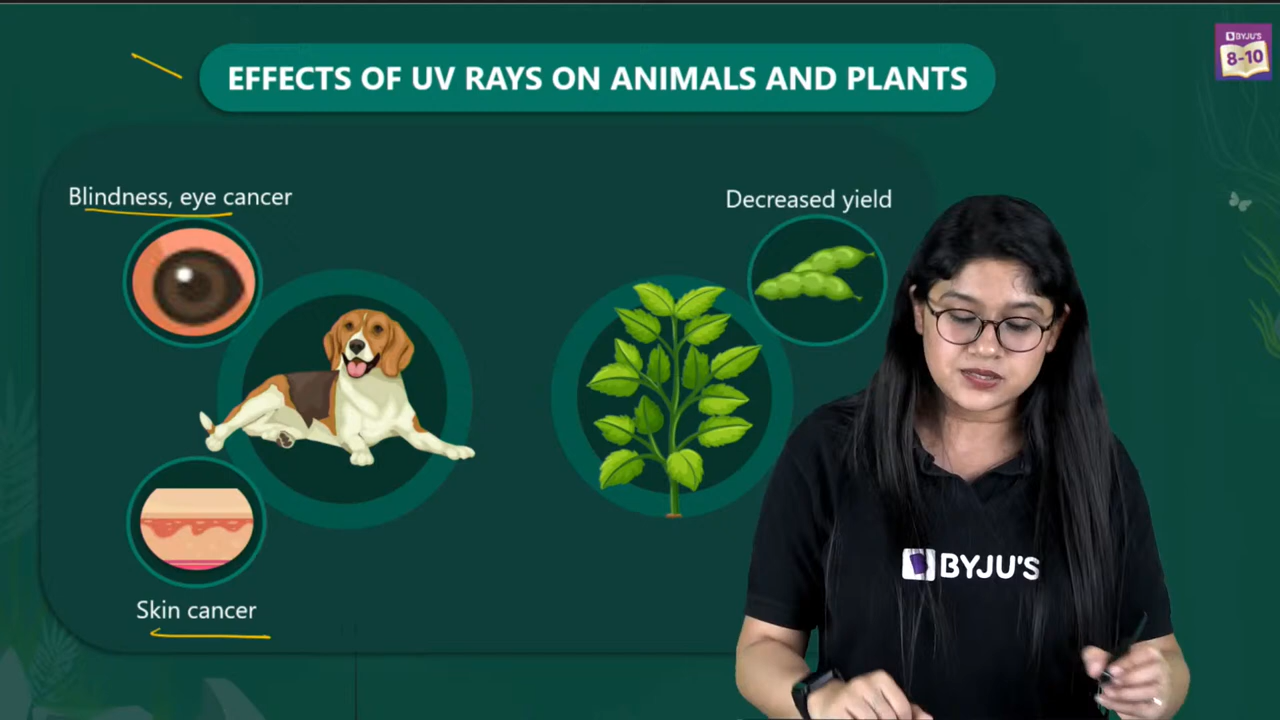 BYJU'S
8-10
EFFECTS OF UV RAYS ON ANIMALS AND PLANTS
Blindness, eye cancer
Decreased yield
Skin cancer
BYJU'S